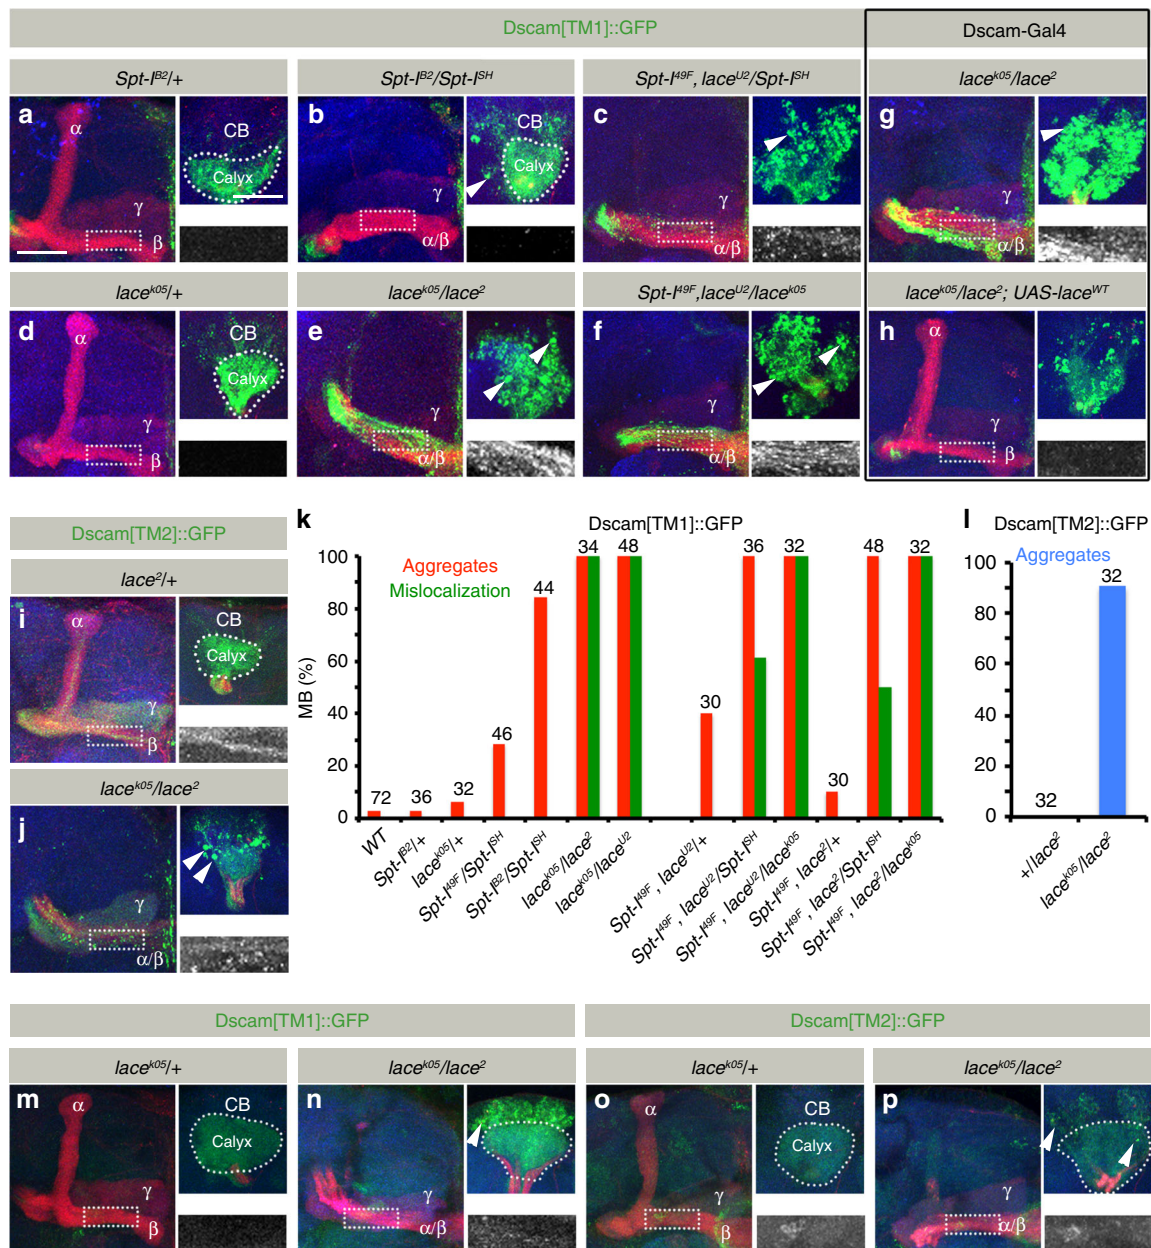 Dscam[TM1]::GFP
Dscam-Gal4
Spt-I^B2/+
Spt-I^B2/Spt-I^SH
Spt-I^49F, lace^U2/Spt-I^SH
lace^k05/lace^2
a
α
γ
β
CB
Calyx
b
γ
α/β
CB
Calyx
c
γ
α/β
g
γ
α/β
lace^k05/+
lace^k05/lace^2
Spt-I^49F,lace^U2/lace^k05
lace^k05/lace^2; UAS-lace^WT
d
α
γ
β
CB
Calyx
e
γ
α/β
f
γ
α/β
h
α
γ
β
Dscam[TM2]::GFP
lace^2/+
i
α
γ
β
CB
Calyx
lace^k05/lace^2
j
γ
α/β
k
Dscam[TM1]::GFP
Aggregates
Mislocalization
MB (%)
100
80
60
40
20
0
72
36
32
46
44
34
48
30
36
32
30
48
32
WT
Spt-I^B2/+
lace^k05/+
Spt-I^49F/Spt-I^SH
Spt-I^B2/Spt-I^SH
lace^k05/lace^2
lace^k05/lace^U2
Spt-I^49F, lace^U2/+
Spt-I^49F, lace^U2/Spt-I^SH
Spt-I^49F, lace^U2/lace^k05
Spt-I^49F, lace^2/+
Spt-I^49F, lace^2/Spt-I^SH
Spt-I^49F, lace^2/lace^k05
l
Dscam[TM2]::GFP
Aggregates
100
80
60
40
20
0
32
32
+/lace^2
lace^k05/lace^2
Dscam[TM1]::GFP
Dscam[TM2]::GFP
lace^k05/+
lace^k05/lace^2
lace^k05/+
lace^k05/lace^2
m
α
γ
β
CB
Calyx
n
γ
α/β
o
α
γ
β
CB
Calyx
p
γ
α/β